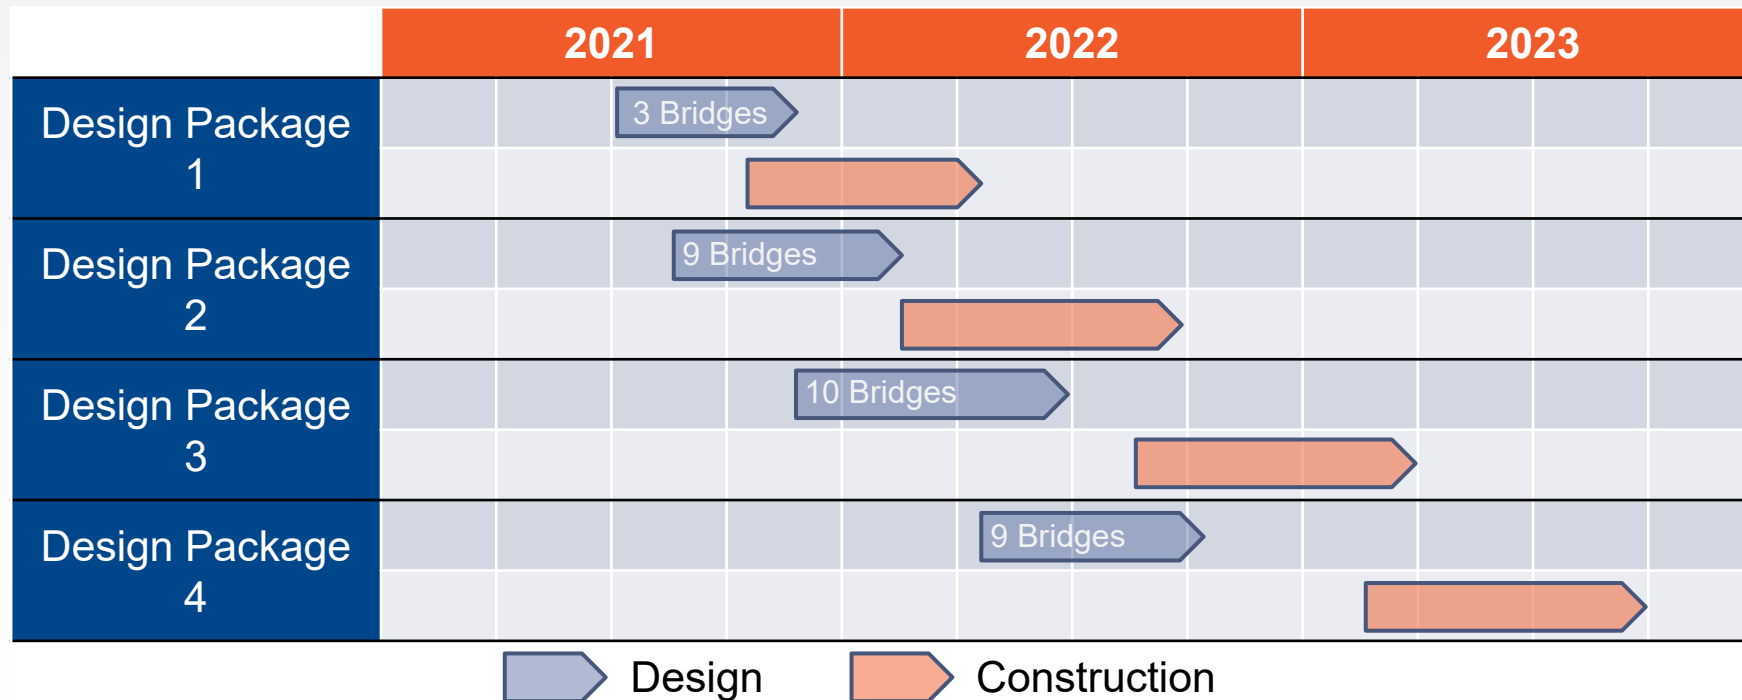 2021 2022 2023
Design Package
1
3 Bridges
Design Package
2
9 Bridges
Design Package
3
10 Bridges
Design Package
4
9 Bridges
Design Construction